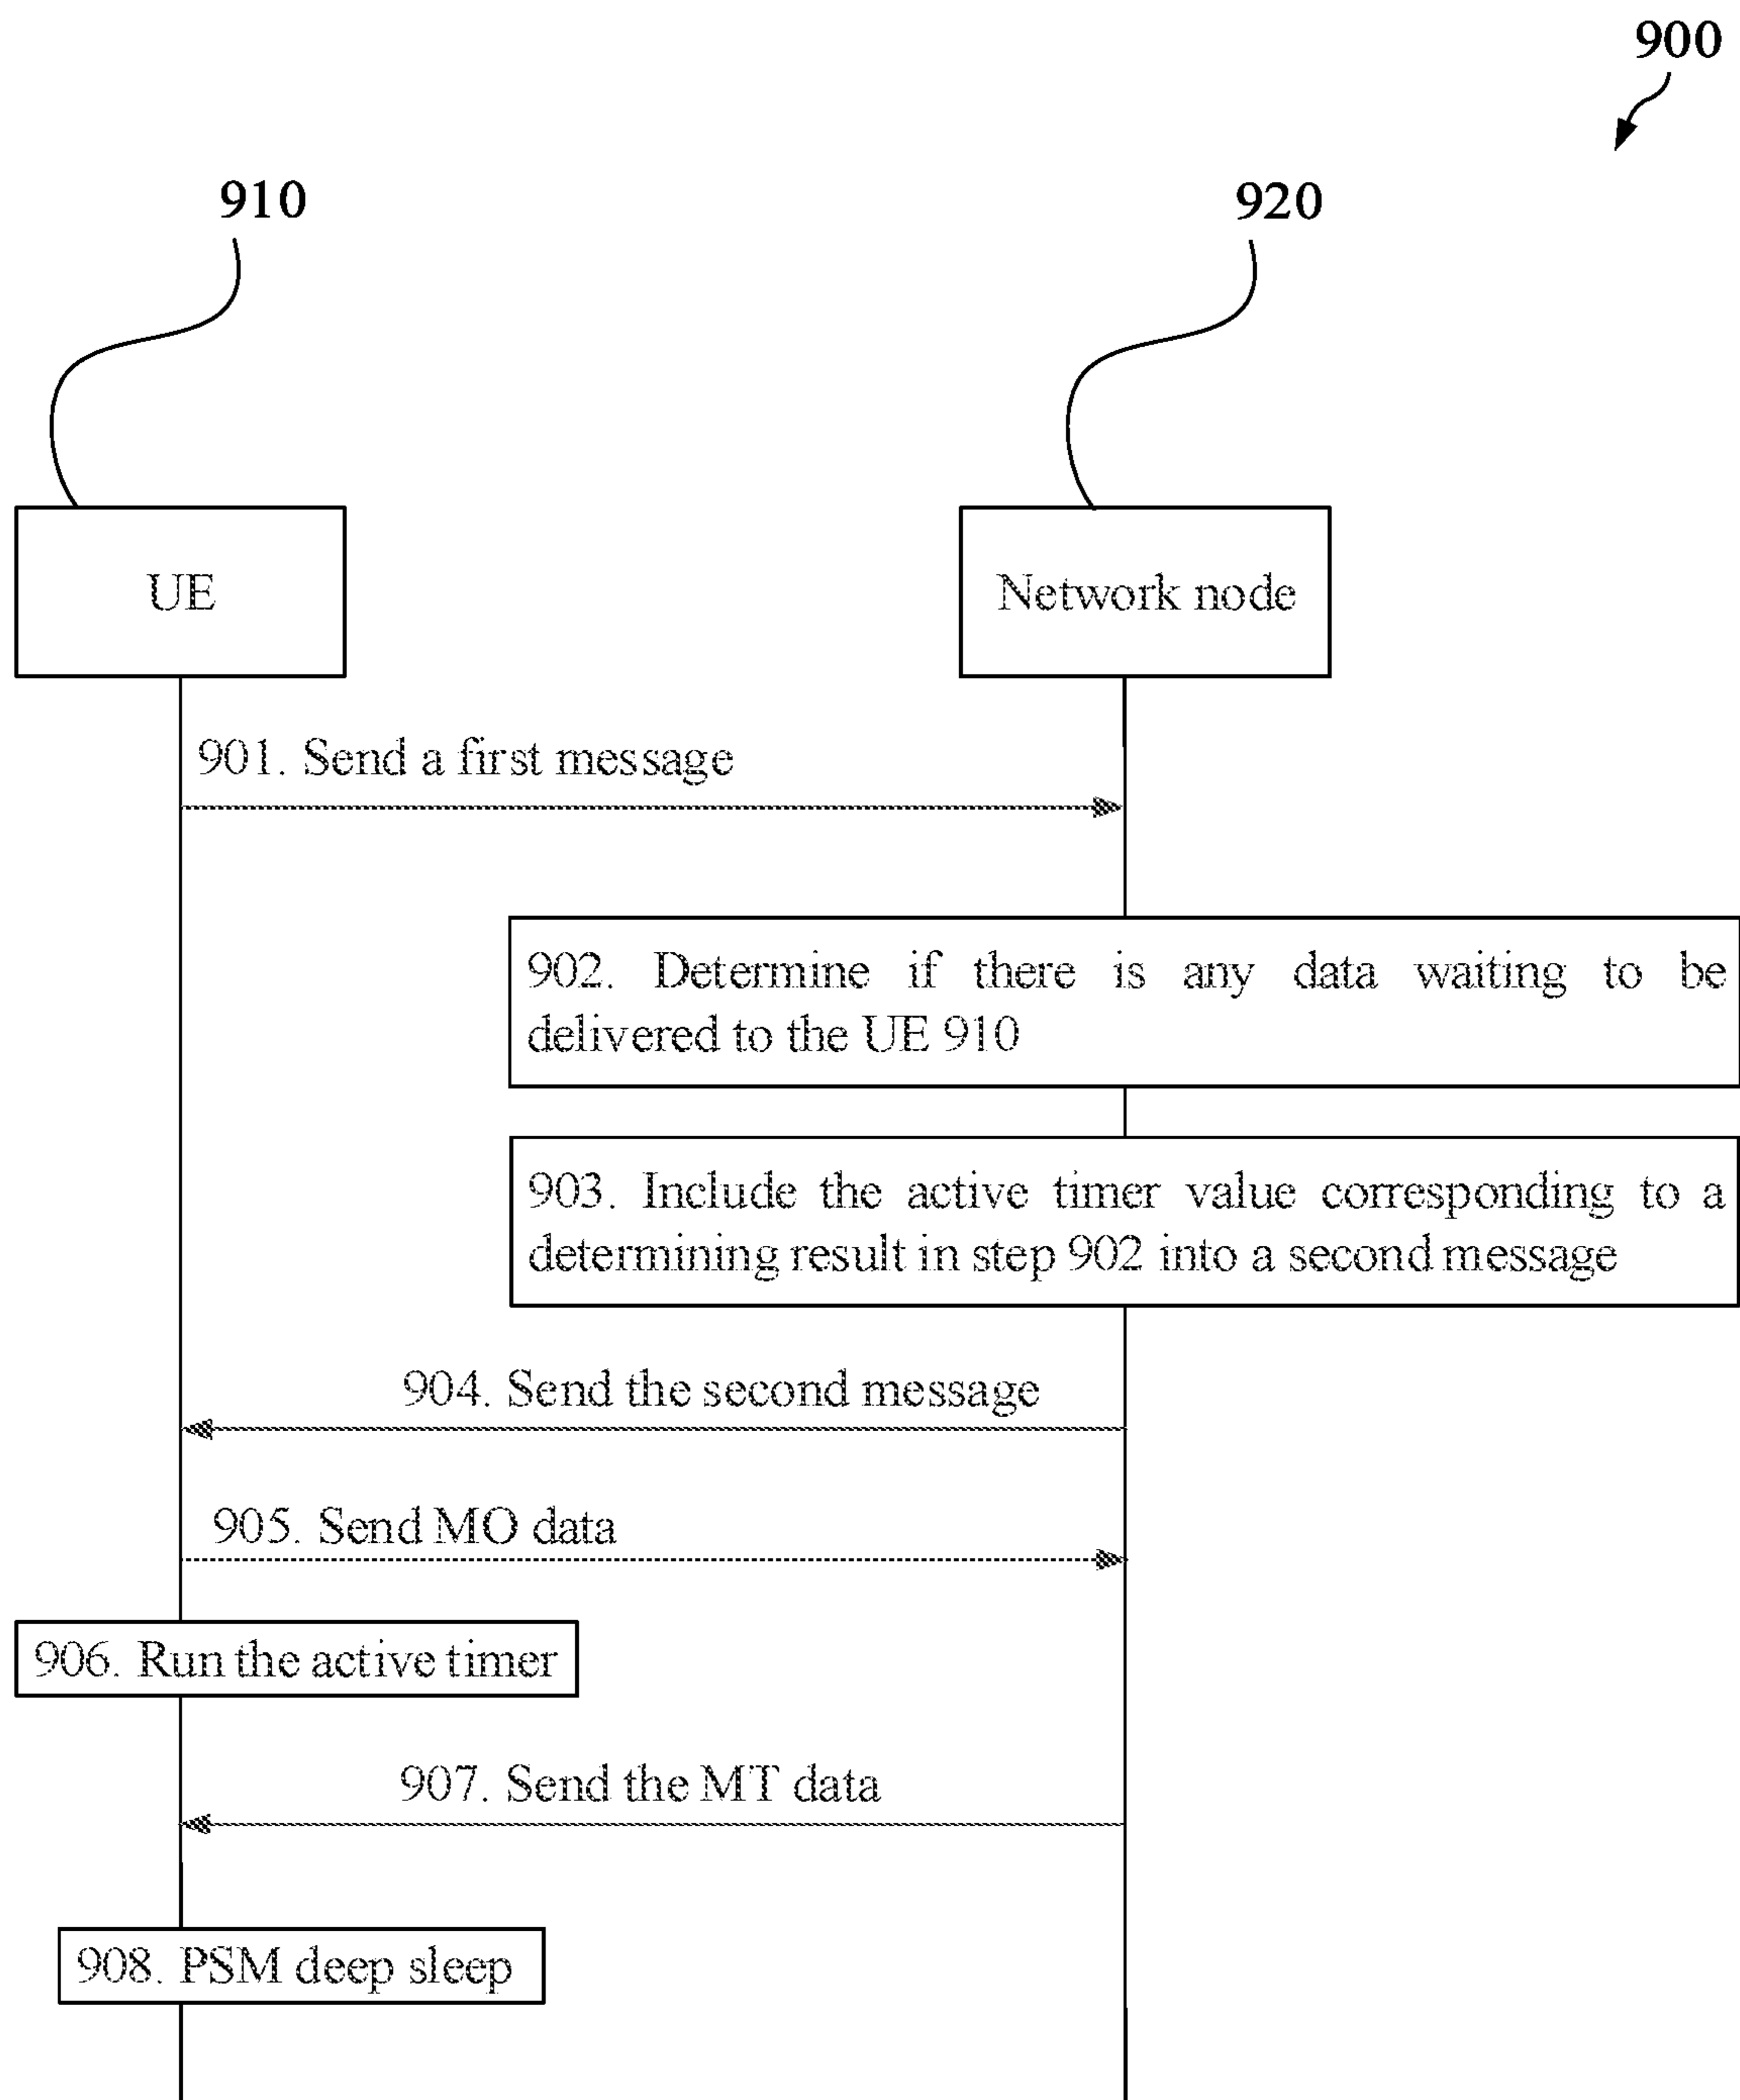 900
910
920
UE
Network node
901. Send a first message
902. Determine if there is any data waiting to be
delivered to the UE 910
903. Include the active timer value corresponding to a
determining result in step 902 into a second message
904. Send the second message
905. Send MO data
906. Run the active timer
907. Send the MT data
908. PSM deep sleep